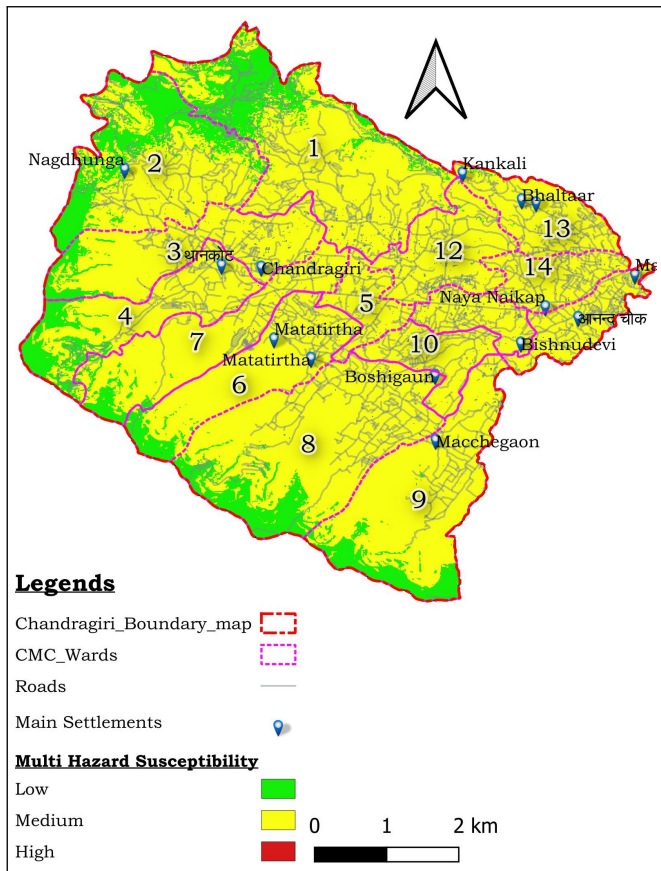 1
Nagdhunga
2
Kankali
Bhaltaar
13
3
थानकोट
12
Chandragiri
14
Ma
4
5
Naya Naikap
आनन्द चोक
7
Matatirtha
Bishnudevi
Matatirtha
10
6
Boshigaun
8
Macchegaon
9
Legends
Chandragiri_Boundary_map
CMC_Wards
Roads
Main Settlements
Multi Hazard Susceptibility
Low
Medium
0 1 2 km
High